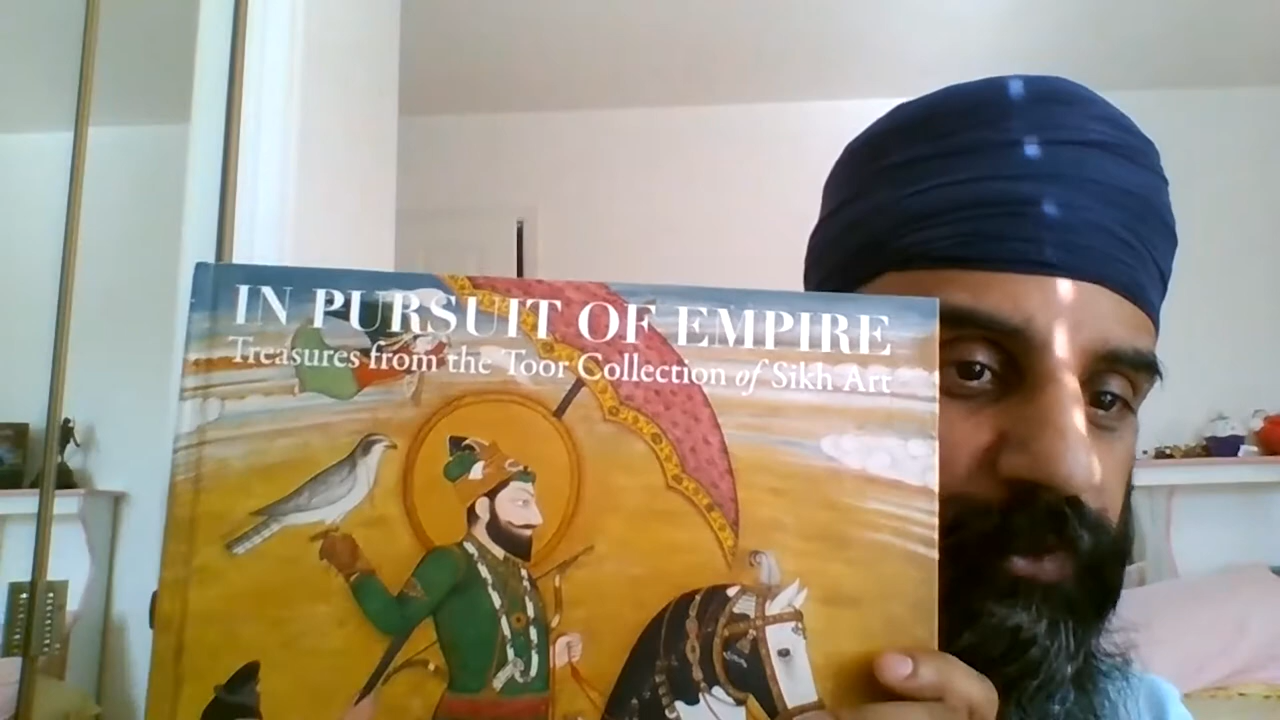 IN PURSUIT OF EMPIRE
Treasures from the Toor Collection of Sikh Art